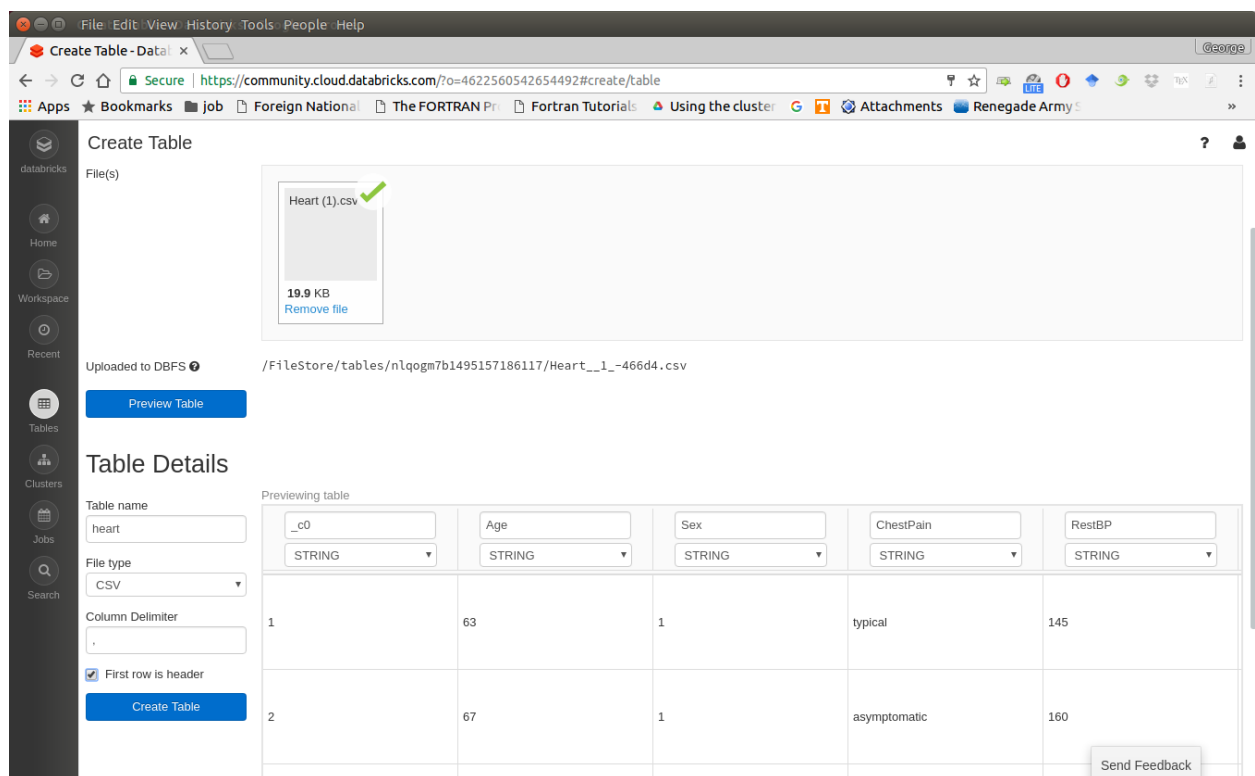 File Edit View History Tools People Help
Create Table - Data
George
Secure https://community.cloud.databricks.com/?o=4622560542654492#create/table
LITE
Apps Bookmarks job Foreign National The FORTRAN Pr Fortran Tutorials Using the cluster Attachments Renegade Army S »
databricks
Create Table
?
File(s)
Heart (1).csv
19.9 KB
Remove file
Home
Workspace
Recent
Tables
Clusters
Jobs
Search
Uploaded to DBFS
/FileStore/tables/nlqogm7b1495157186117/Heart__1_-466d4.csv
Preview Table
Table Details
Table name
heart
File type
CSV
Column Delimiter
,
First row is header
Create Table
Previewing table
_c0 Age Sex ChestPain RestBP
STRING STRING STRING STRING STRING
1 63 1 typical 145
2 67 1 asymptomatic 160
Send Feedback